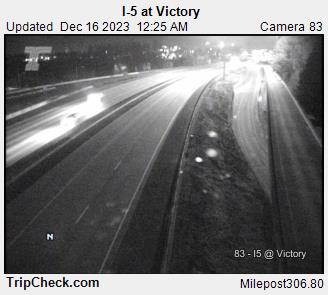 I-5 at Victory
Updated Dec 16 2023 12:25 AM Camera 83
T
N
83 - I5 @ Victory
TripCheck.com Milepost306.80